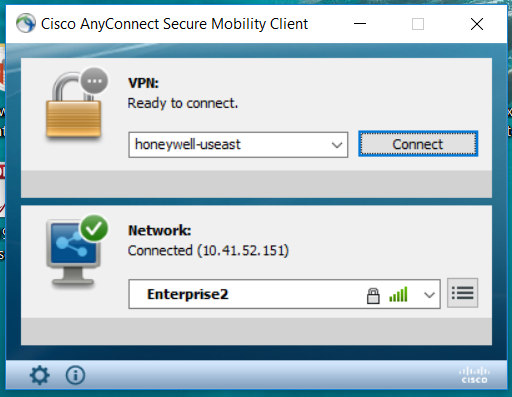 Cisco AnyConnect Secure Mobility Client
VPN:
Ready to connect.
honeywell-useast
Connect
Network:
Connected (10.41.52.151)
Enterprise2
CISCO